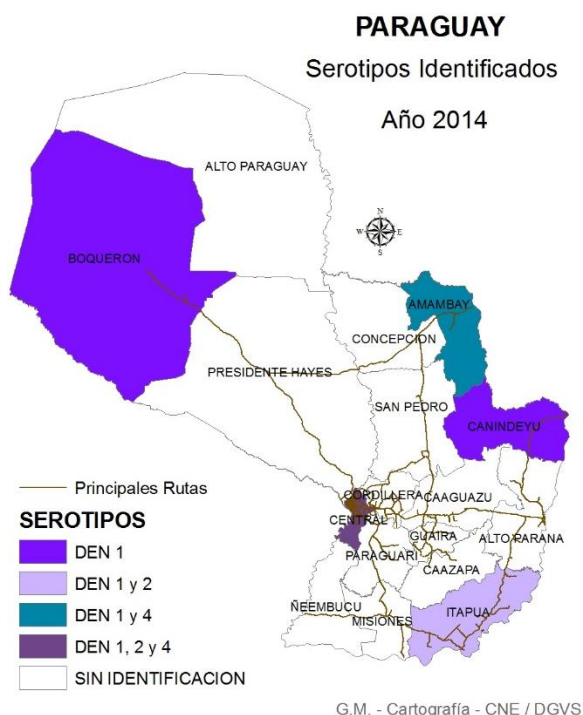 PARAGUAY
Serotipos Identificados
Año 2014
ALTO PARAGUAY
N
W E
S
BOQUERON
AMAMBAY
CONCEPCION
PRESIDENTE HAYES
SAN PEDRO
CANINDEYU
Principales Rutas
CORDILLERA
CAAGUAZU
CENTRAL
GUAIRA
ALTO PARANA
PARAGUARI
CAAZAPA
ÑEEMBUCU
MISIONES
ITAPUA
SEROTIPOS
DEN 1
DEN 1 y 2
DEN 1 y 4
DEN 1, 2 y 4
SIN IDENTIFICACION
G.M. - Cartografía - CNE / DGVS